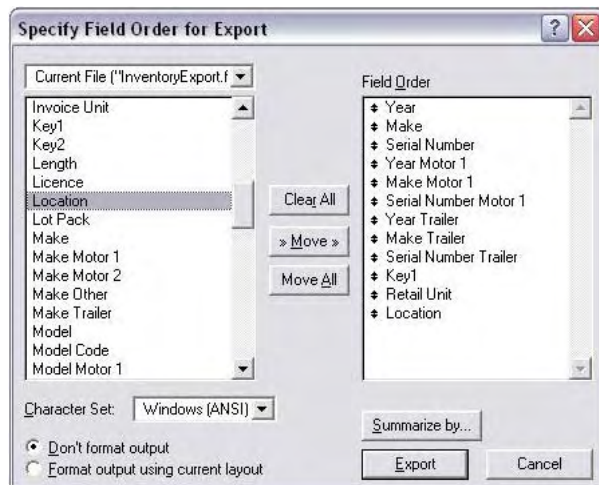 Specify Field Order for Export
Current File ("InventoryExport.f
Invoice Unit
Key1
Key2
Length
Licence
Location
Lot Pack
Make
Make Motor 1
Make Motor 2
Make Other
Make Trailer
Model
Model Code
Model Motor 1
Clear All
» Move »
Move All
Field Order
Year
Make
Serial Number
Year Motor 1
Make Motor 1
Serial Number Motor 1
Year Trailer
Make Trailer
Serial Number Trailer
Key1
Retail Unit
Location
Character Set: Windows (ANSI)
Don't format output
Format output using current layout
Summarize by...
Export
Cancel